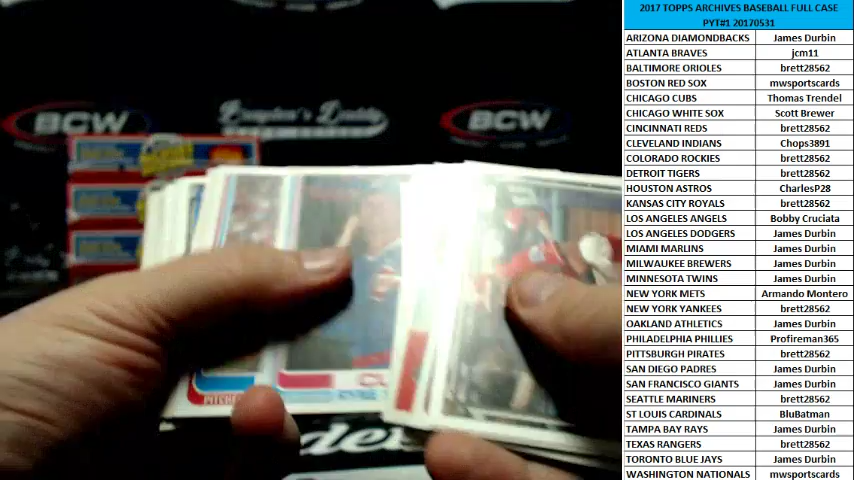 2017 TOPPS ARCHIVES BASEBALL FULL CASE
PYT#1 20170531
ARIZONA DIAMONDBACKS James Durbin
ATLANTA BRAVES jcm11
BALTIMORE ORIOLES brett28562
BOSTON RED SOX mwsportscards
CHICAGO CUBS Thomas Trendel
CHICAGO WHITE SOX Scott Brewer
CINCINNATI REDS brett28562
CLEVELAND INDIANS Chops3891
COLORADO ROCKIES brett28562
DETROIT TIGERS brett28562
HOUSTON ASTROS CharlesP28
KANSAS CITY ROYALS brett28562
LOS ANGELES ANGELS Bobby Cruciata
LOS ANGELES DODGERS James Durbin
MIAMI MARLINS James Durbin
MILWAUKEE BREWERS James Durbin
MINNESOTA TWINS James Durbin
NEW YORK METS Armando Montero
NEW YORK YANKEES brett28562
OAKLAND ATHLETICS James Durbin
PHILADELPHIA PHILLIES Profireman365
PITTSBURGH PIRATES brett28562
SAN DIEGO PADRES James Durbin
SAN FRANCISCO GIANTS James Durbin
SEATTLE MARINERS brett28562
ST LOUIS CARDINALS BluBatman
TAMPA BAY RAYS James Durbin
TEXAS RANGERS brett28562
TORONTO BLUE JAYS James Durbin
WASHINGTON NATIONALS mwsportscards
BCW
BCW
PITCHER